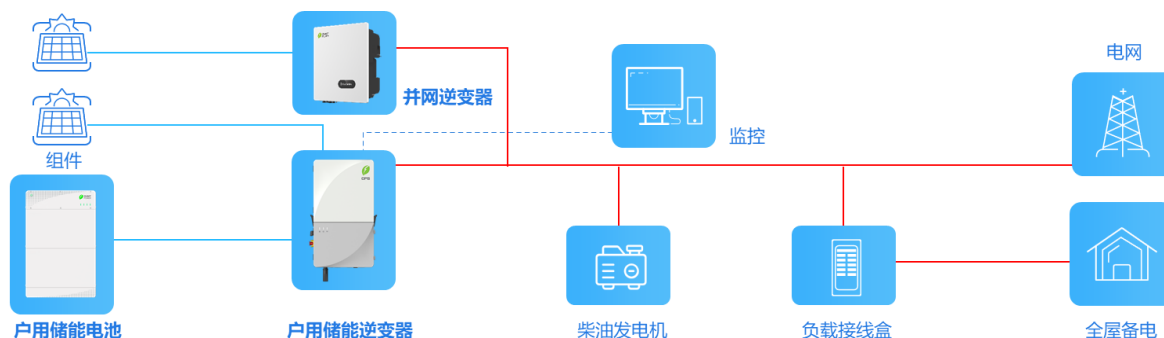 电网
并网逆变器
监控
组件
户用储能电池
户用储能逆变器
柴油发电机
负载接线盒
全屋备电